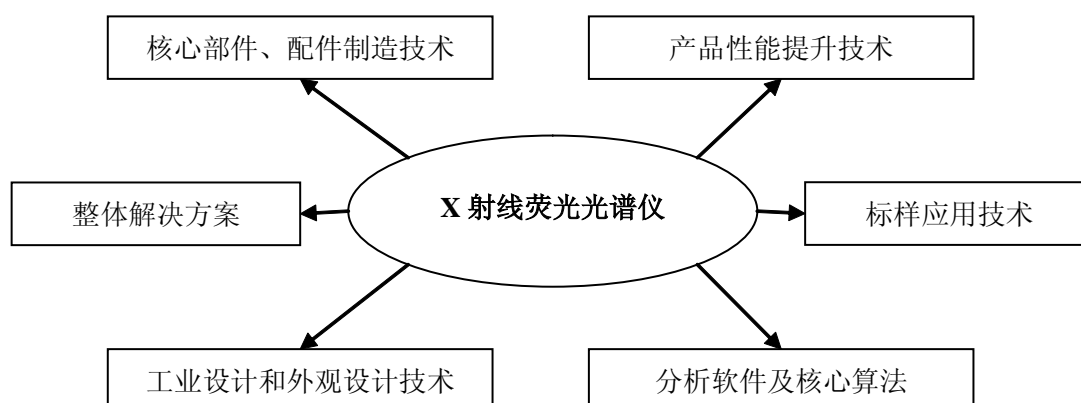 核心部件、配件制造技术
产品性能提升技术
X 射线荧光光谱仪
整体解决方案
标样应用技术
工业设计和外观设计技术
分析软件及核心算法